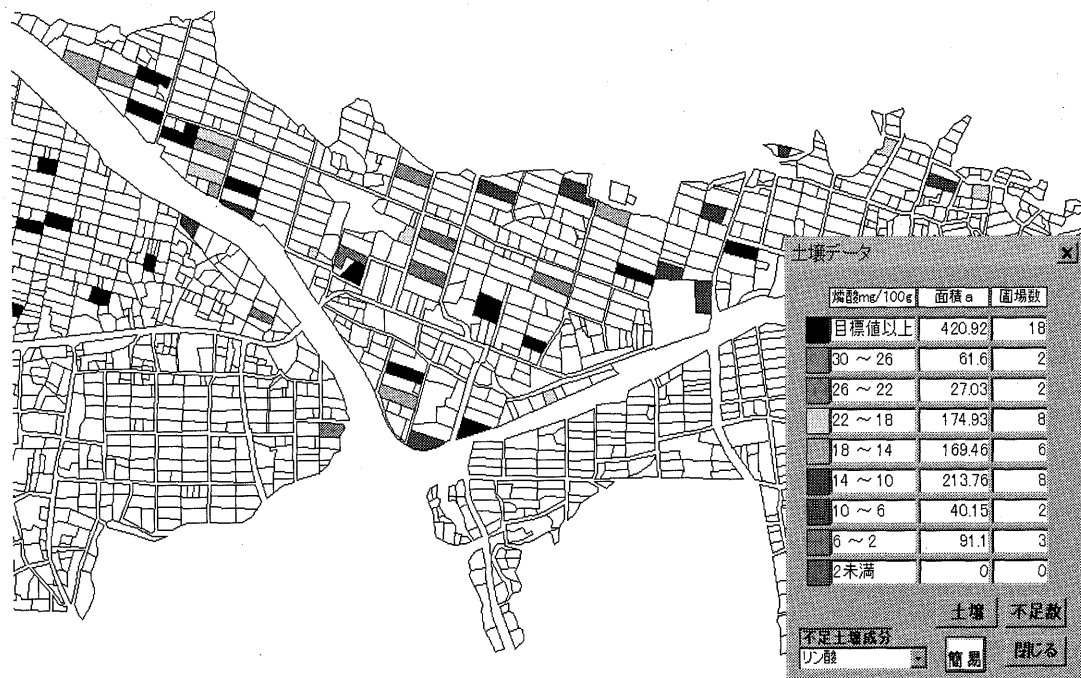 土壌データ x
燐酸mg/100g 面積a 圃場数
目標値以上 420.92 18
30 ～ 26 61.6 2
26 ～ 22 27.03 2
22 ～ 18 174.93 8
18 ～ 14 169.46 6
14 ～ 10 213.76 8
10 ～ 6 40.15 2
6 ～ 2 91.1 3
2未満 0 0
土壌 不足数
不足土壌成分
リン酸 簡易 閉じる